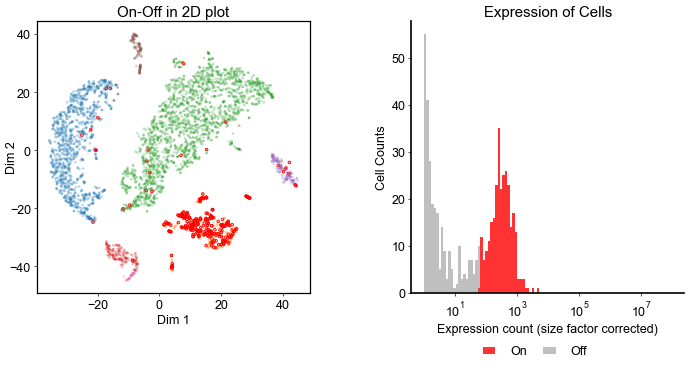 On-Off in 2D plot
Dim 2
40
20
0
−20
−40
−20
0
20
40
Dim 1
Expression of Cells
Cell Counts
50
40
30
20
10
0
10^1
10^3
10^5
10^7
Expression count (size factor corrected)
On
Off